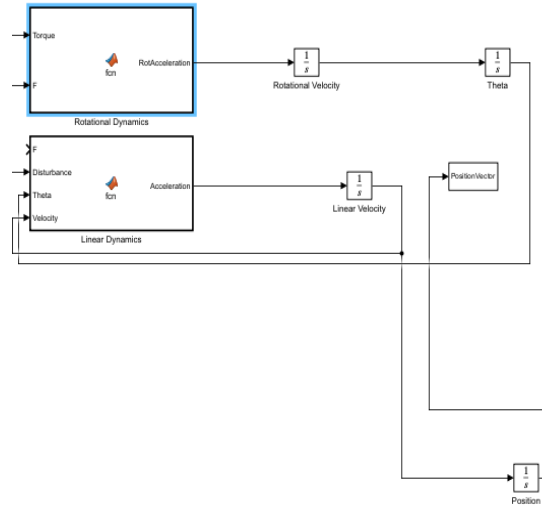 Torque
F
fcn
RotAcceleration
Rotational Dynamics
1
s
Rotational Velocity
1
s
Theta
F
Disturbance
Theta
Velocity
fcn
Acceleration
Linear Dynamics
1
s
Linear Velocity
PositionVector
1
s
Position